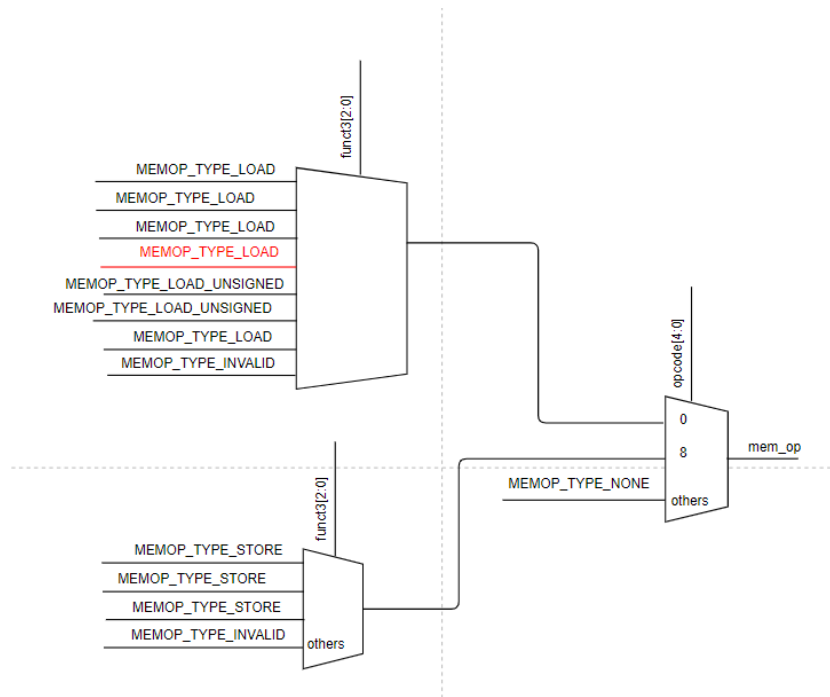 funct3[2:0]
MEMOP_TYPE_LOAD
MEMOP_TYPE_LOAD
MEMOP_TYPE_LOAD
MEMOP_TYPE_LOAD
MEMOP_TYPE_LOAD_UNSIGNED
MEMOP_TYPE_LOAD_UNSIGNED
MEMOP_TYPE_LOAD
MEMOP_TYPE_INVALID
opcode[4:0]
0
8
mem_op
MEMOP_TYPE_NONE
others
funct3[2:0]
MEMOP_TYPE_STORE
MEMOP_TYPE_STORE
MEMOP_TYPE_STORE
MEMOP_TYPE_INVALID
others